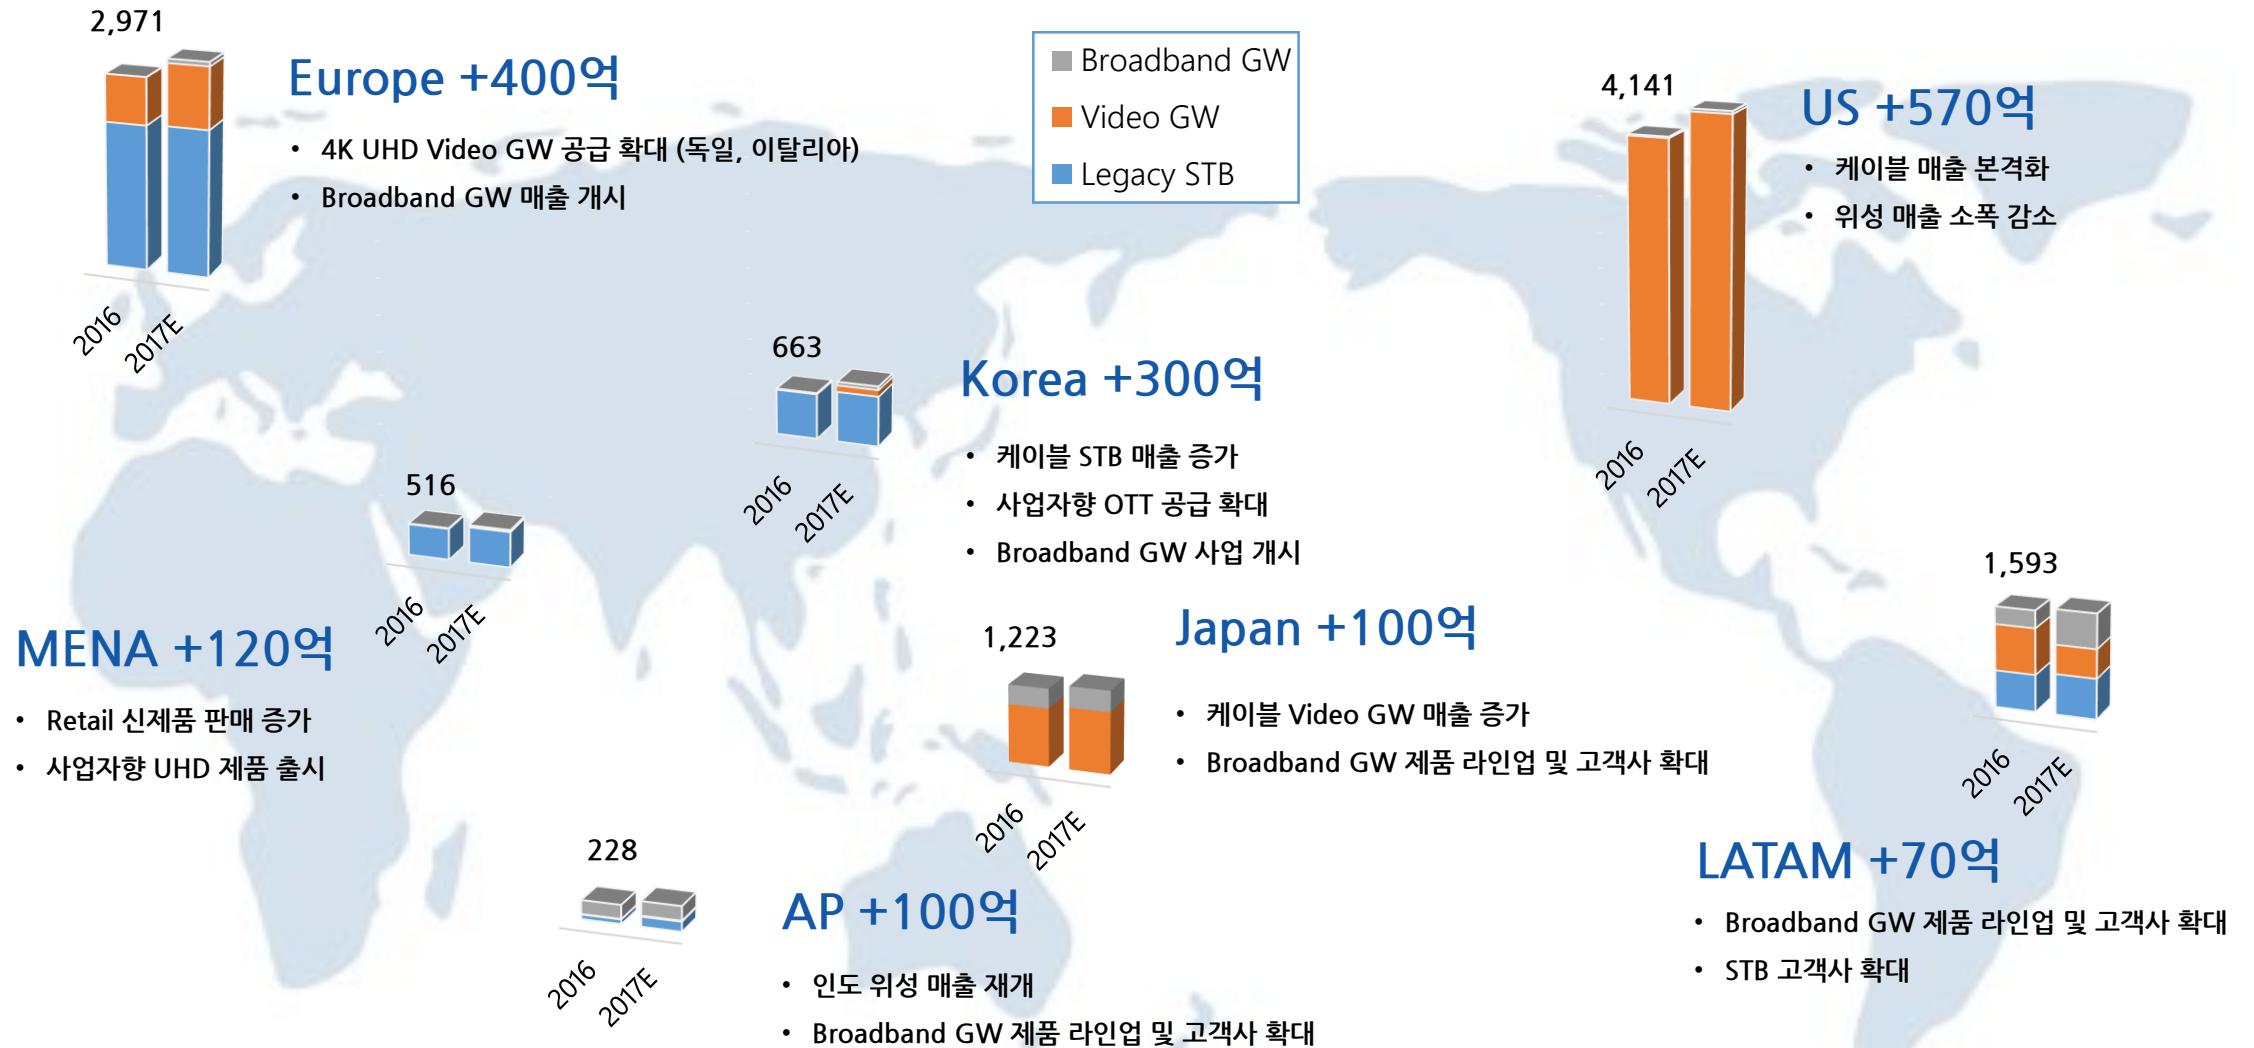 2,971
Europe +400억
• 4K UHD Video GW 공급 확대 (독일, 이탈리아)
• Broadband GW 매출 개시
2016
2017E
Broadband GW
Video GW
Legacy STB
4,141
US +570억
• 케이블 매출 본격화
• 위성 매출 소폭 감소
2016
2017E
663
Korea +300억
• 케이블 STB 매출 증가
• 사업자향 OTT 공급 확대
• Broadband GW 사업 개시
2016
2017E
516
2016
2017E
MENA +120억
• Retail 신제품 판매 증가
• 사업자향 UHD 제품 출시
1,223
Japan +100억
• 케이블 Video GW 매출 증가
• Broadband GW 제품 라인업 및 고객사 확대
2016
2017E
1,593
2016
2017E
LATAM +70억
• Broadband GW 제품 라인업 및 고객사 확대
• STB 고객사 확대
228
2016
2017E
AP +100억
• 인도 위성 매출 재개
• Broadband GW 제품 라인업 및 고객사 확대